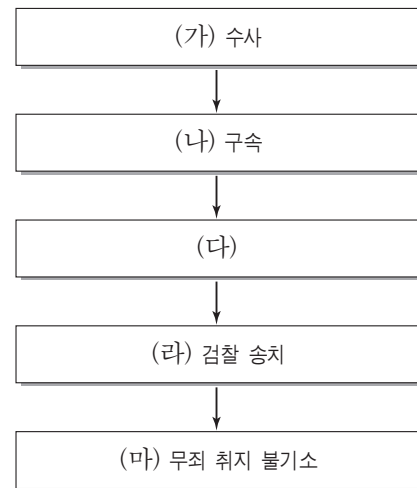 (가) 수사
(나) 구속
(다)
(라) 검찰 송치
(마) 무죄 취지 불기소